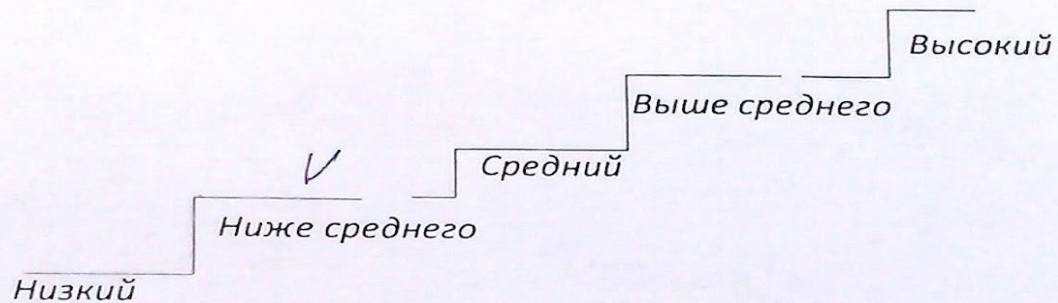 Высокий
Выше среднего
Средний
Ниже среднего
Низкий